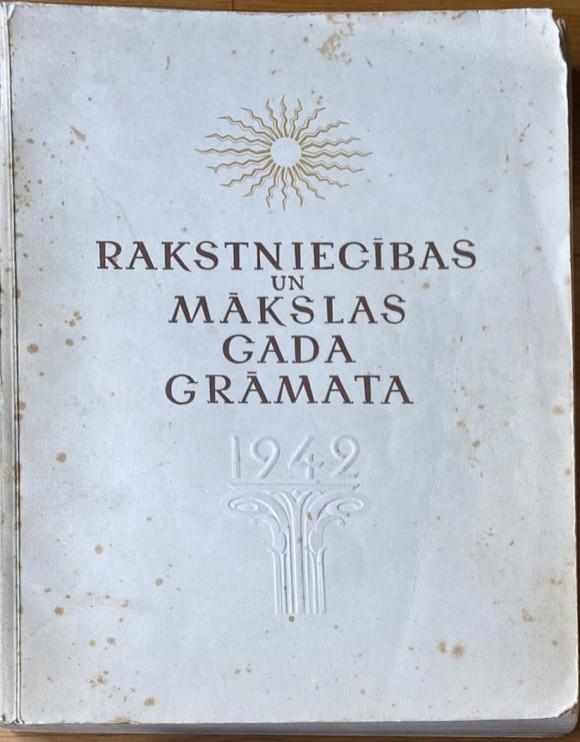 RAKSTNIECĪBAS
UN
MĀKSLAS
GADA
GRĀMATA
1942